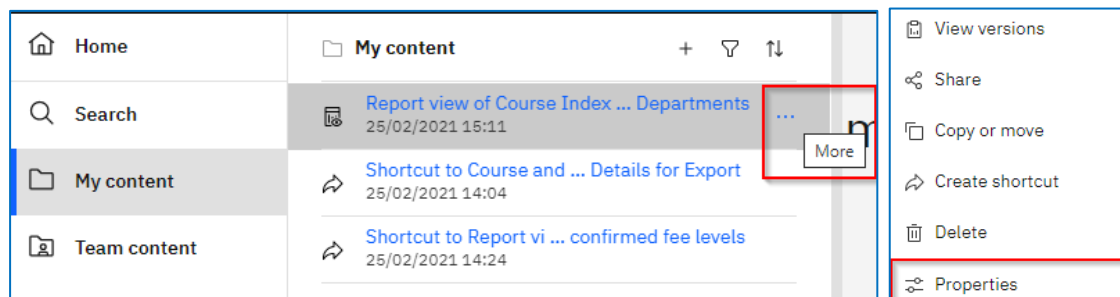 Home
Search
My content
Team content
My content
Report view of Course Index ... Departments
25/02/2021 15:11
...
More
Shortcut to Course and ... Details for Export
25/02/2021 14:04
Shortcut to Report vi ... confirmed fee levels
25/02/2021 14:24
View versions
Share
Copy or move
Create shortcut
Delete
Properties